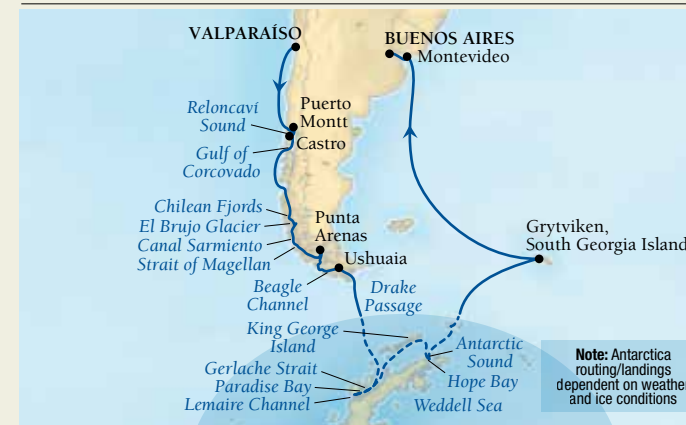 VALPARAÍSO
BUENOS AIRES
Montevideo
Reloncaví
Sound
Puerto
Montt
Castro
Gulf of
Corcovado
Chilean Fjords
El Brujo Glacier
Canal Sarmiento
Strait of Magellan
Punta
Arenas
Ushuaia
Grytviken,
South Georgia Island
Beagle
Channel
Drake
Passage
King George
Island
Antarctic
Sound
Hope Bay
Gerlache Strait
Paradise Bay
Lemaire Channel
Weddell Sea
Note: Antarctica
routing/landings
dependent on weather
and ice conditions